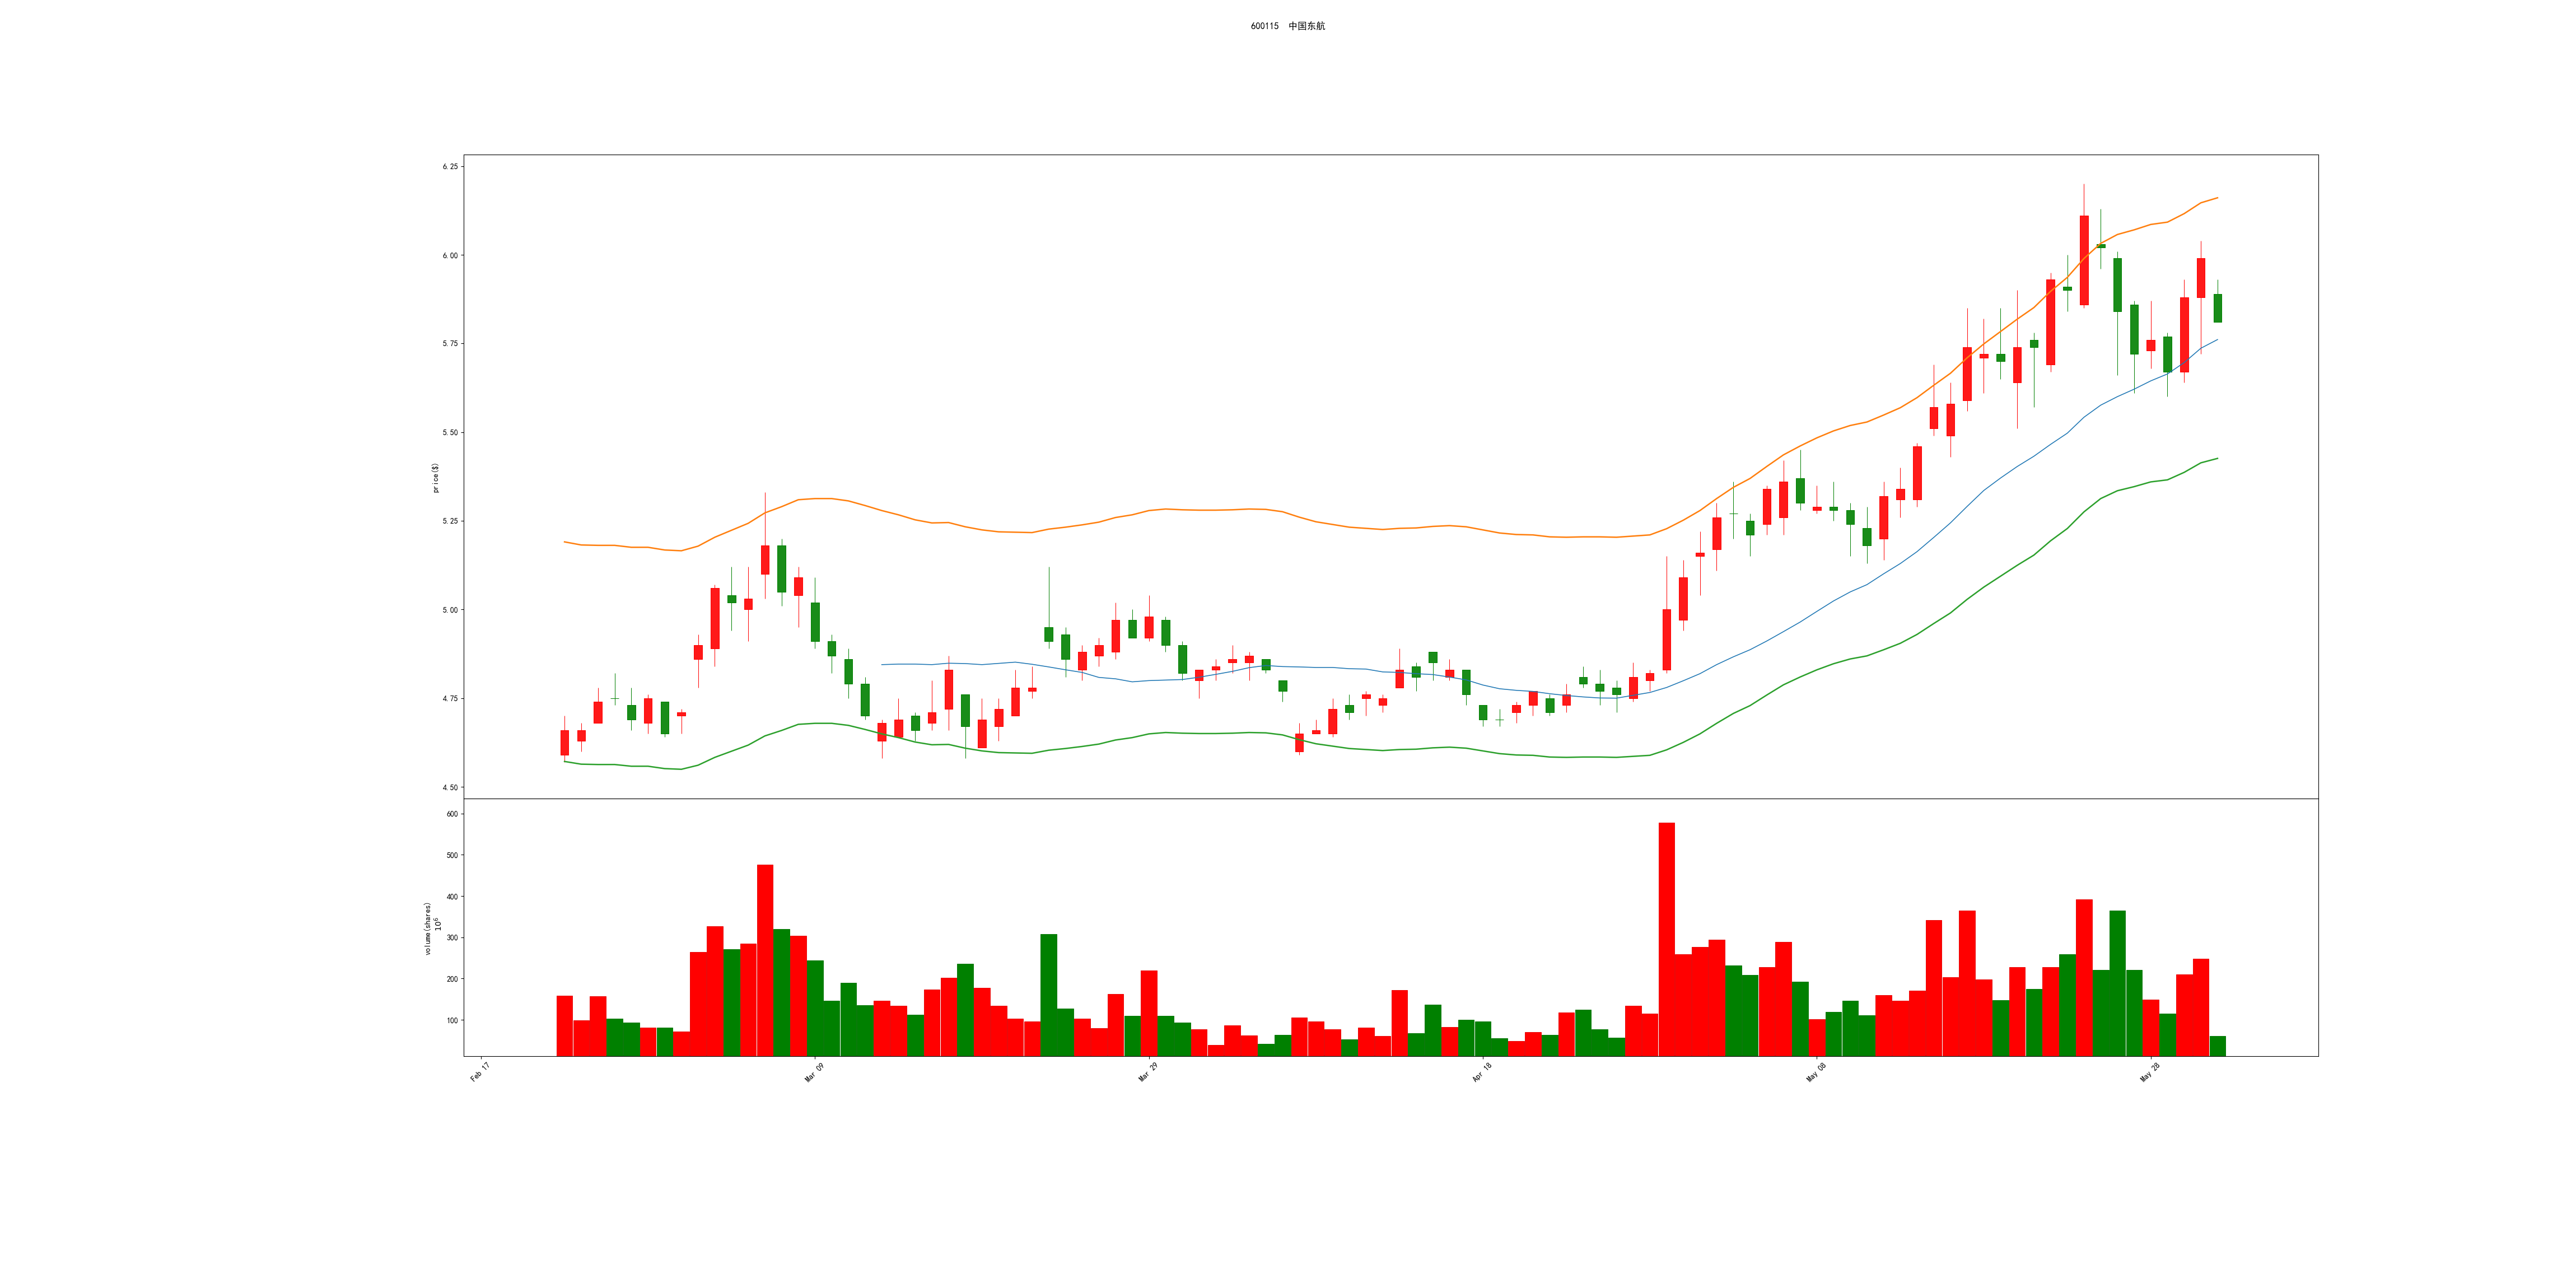 600115 中国东航
6.25
6.00
5.75
5.50
5.25
5.00
4.75
4.50
price($)
600
500
400
300
200
100
volume(shares)
10^6
Feb 17
Mar 09
Mar 29
Apr 18
May 08
May 28